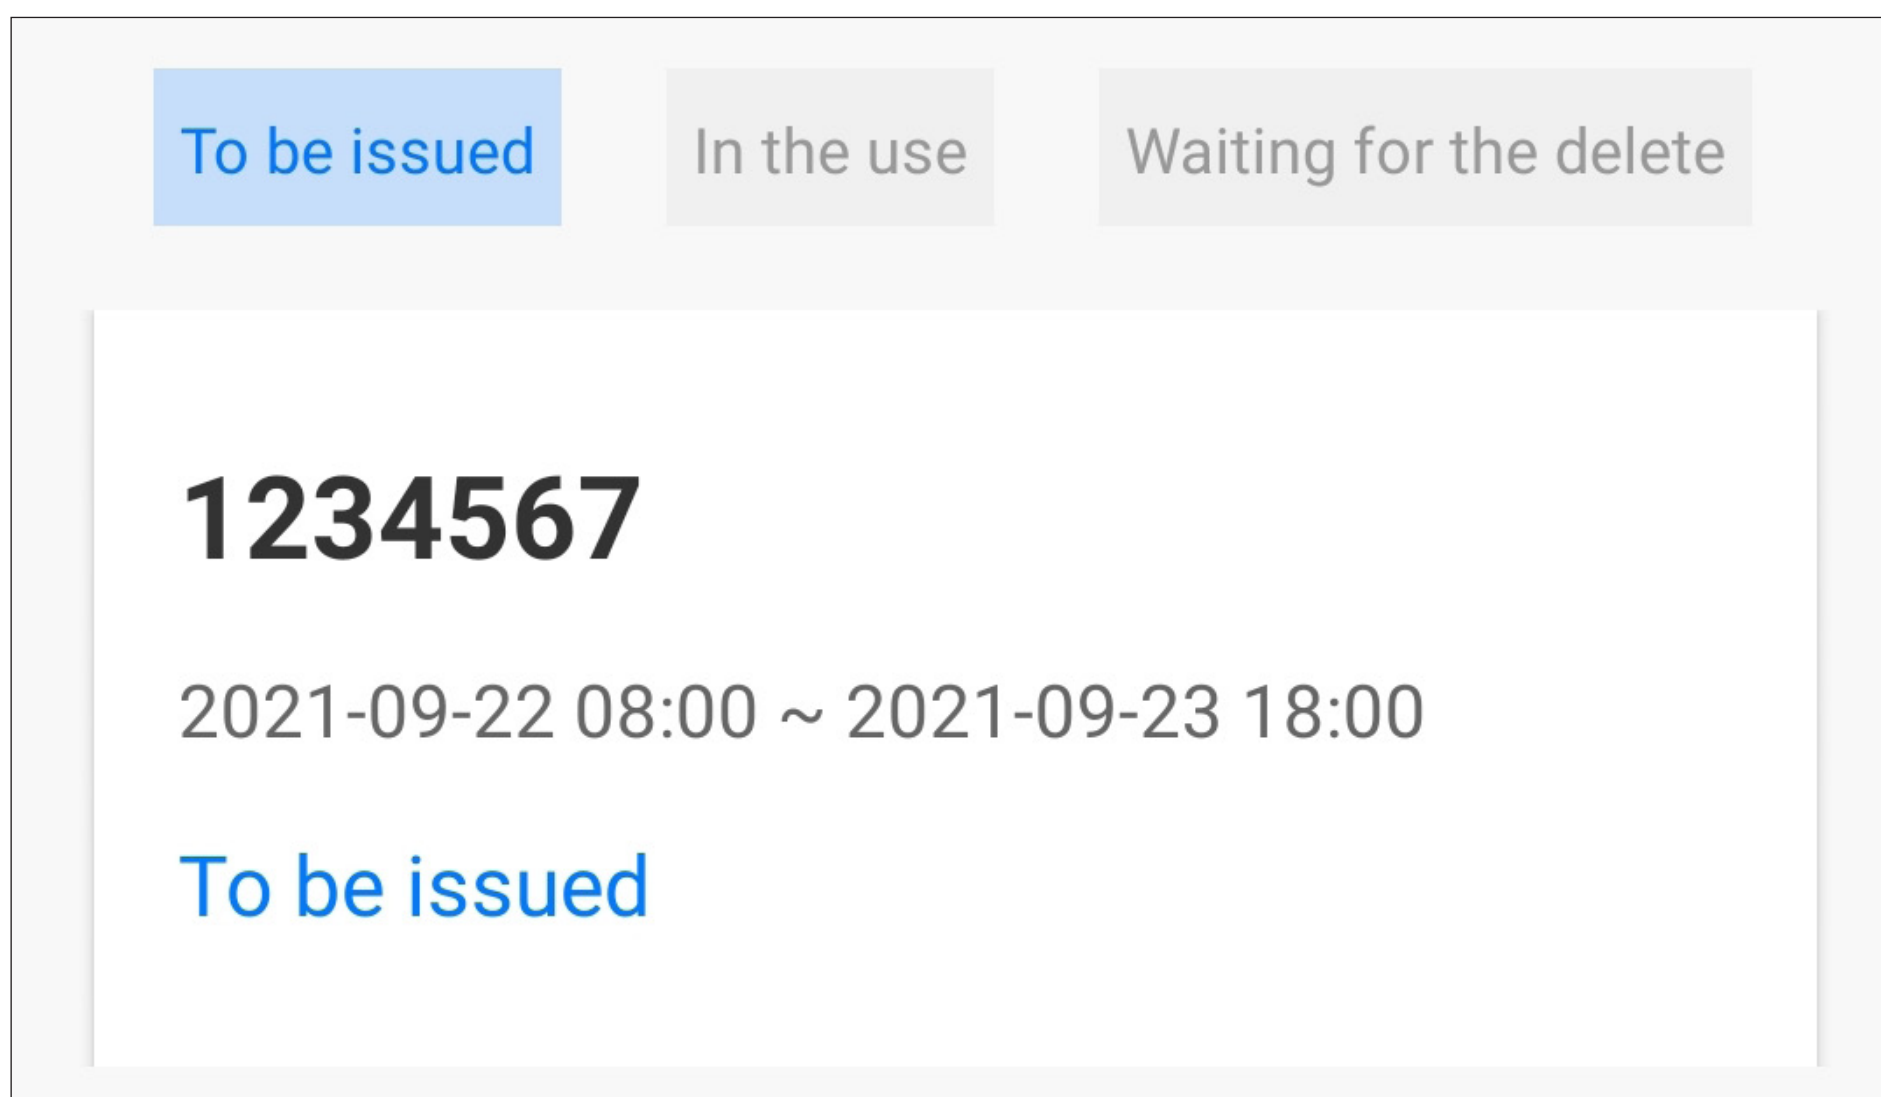 To be issued In the use Waiting for the delete
1234567
2021-09-22 08:00 ~ 2021-09-23 18:00
To be issued